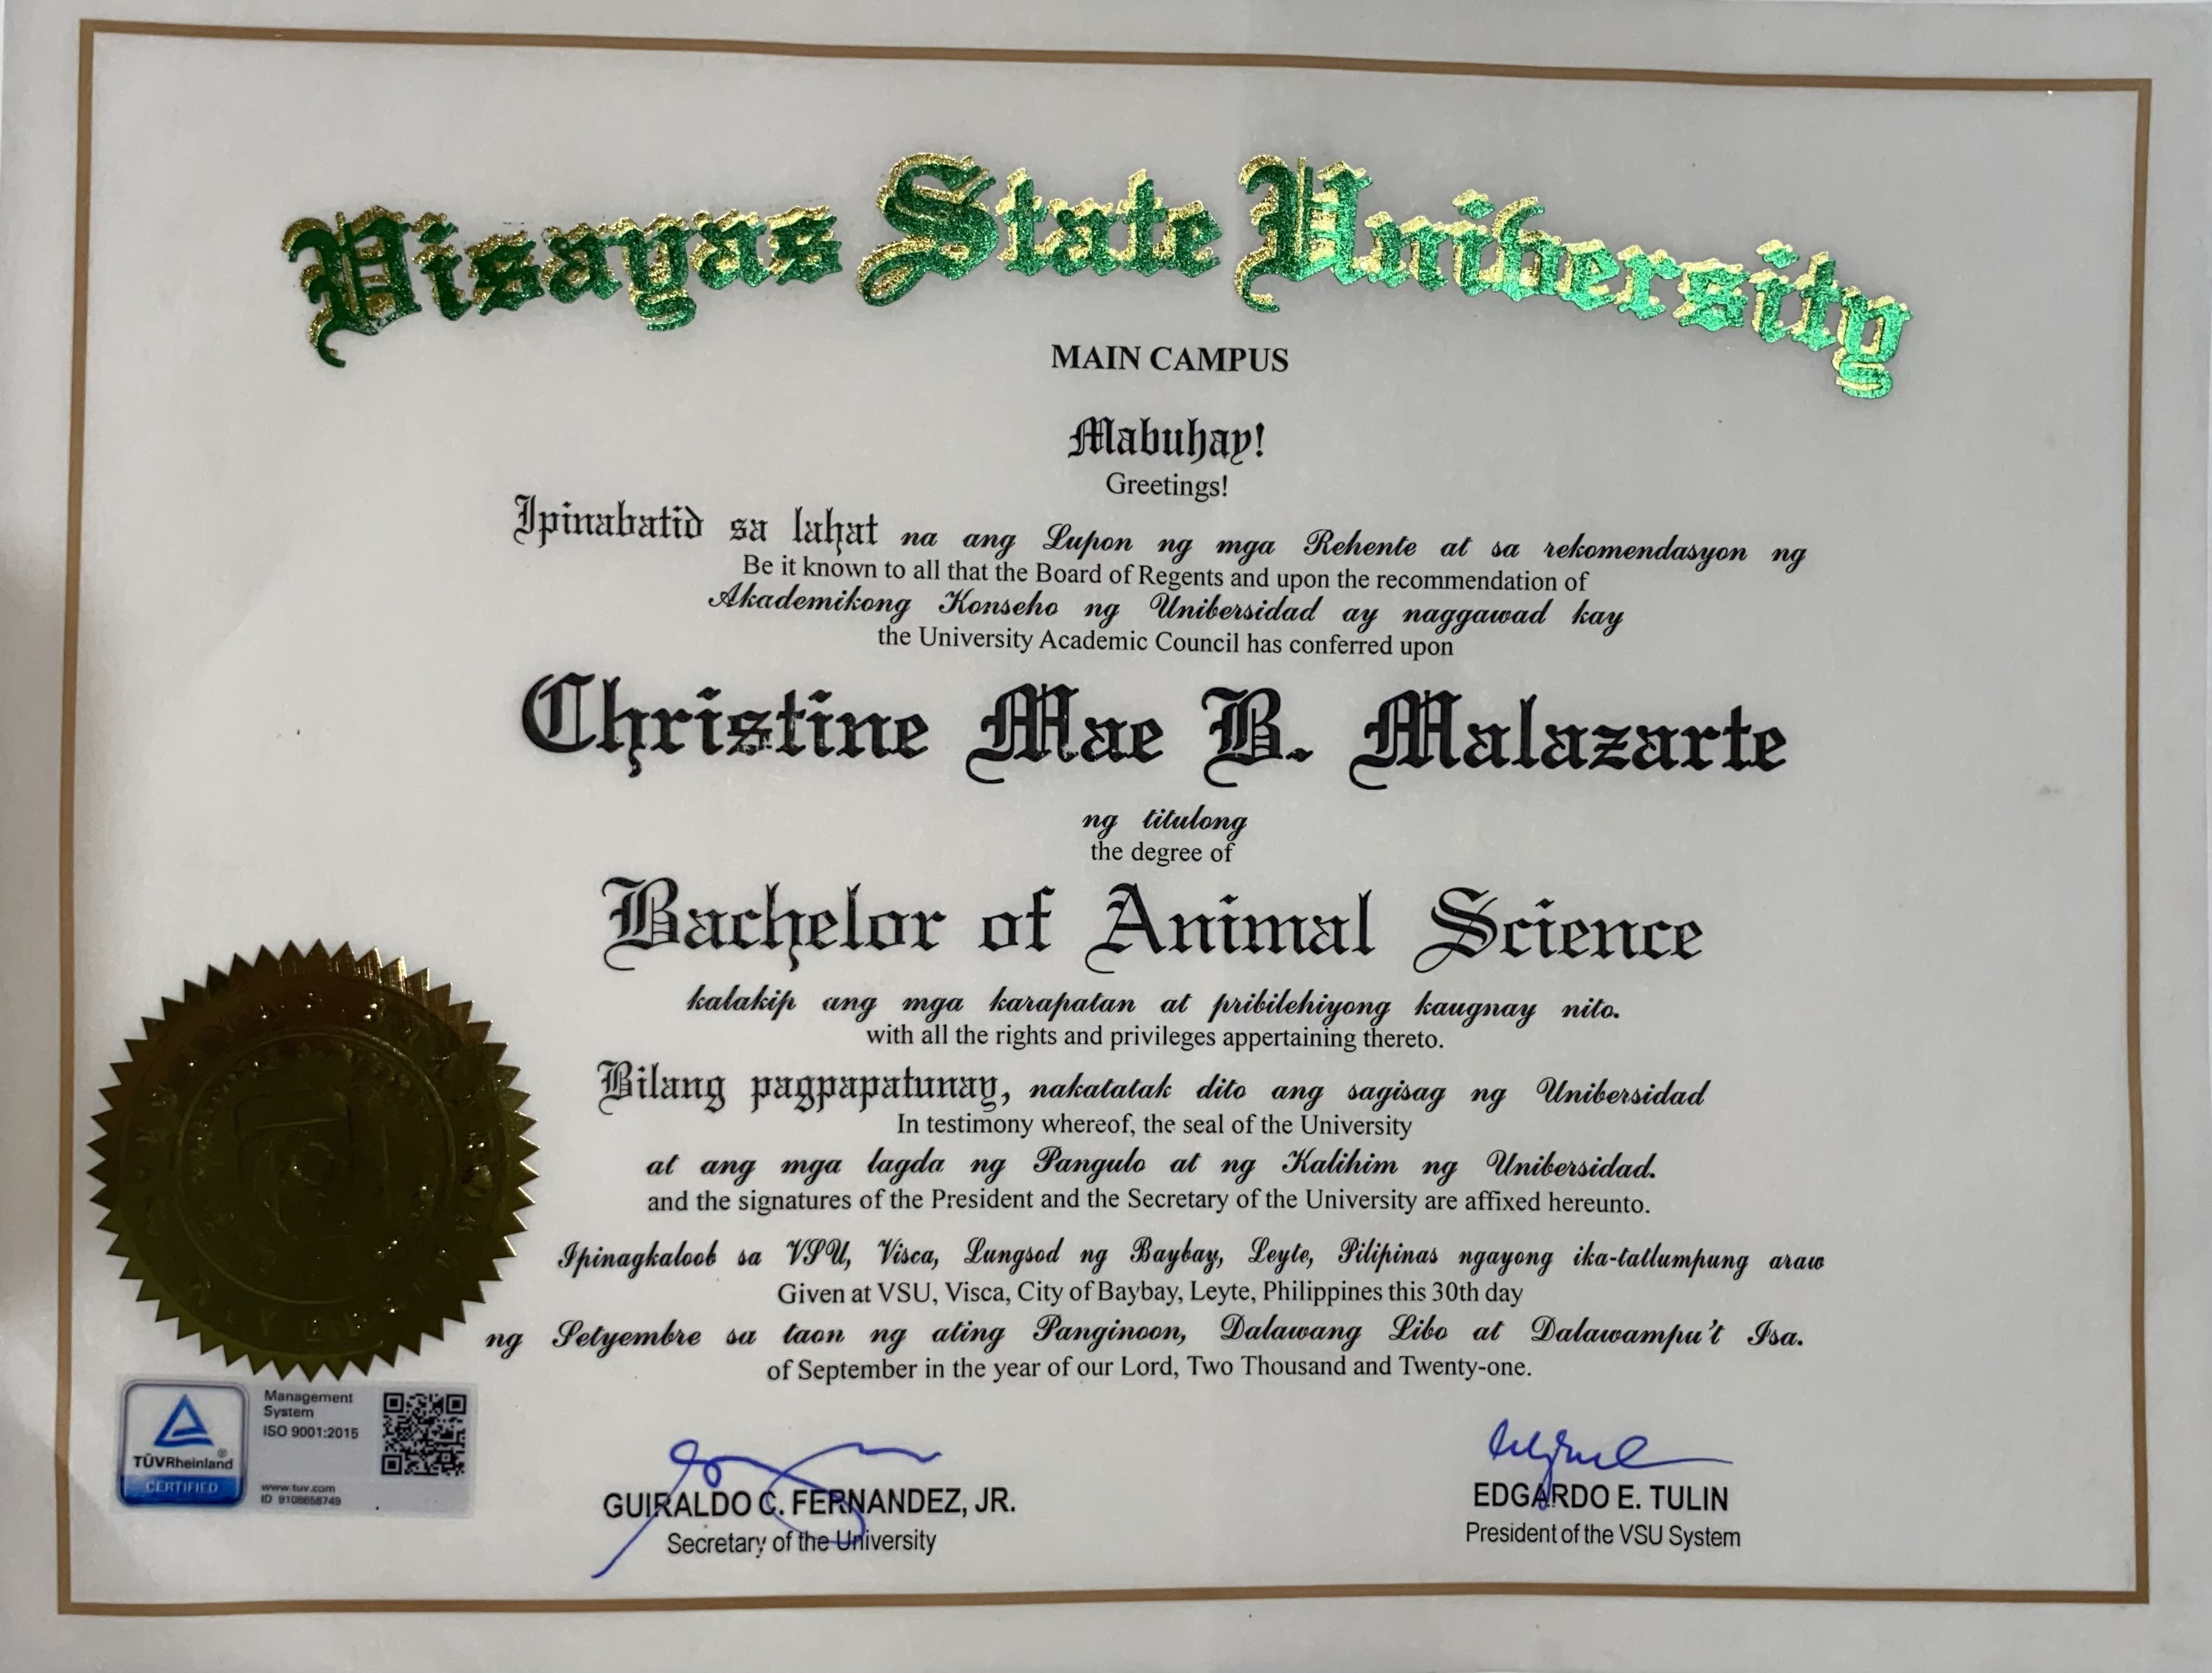 Visayas State University
MAIN CAMPUS
Mabuhay!
Greetings!
Ipinabatid sa lahat na ang Lupon ng mga Rehente at sa rekomendasyon ng
Be it known to all that the Board of Regents and upon the recommendation of
Akademikong Konseho ng Unibersidad ay naggawad kay
the University Academic Council has conferred upon
Christine Mae B. Malazarte
ng titulong
the degree of
Bachelor of Animal Science
kalakip ang mga karapatan at pribilehiyong kaugnay nito.
with all the rights and privileges appertaining thereto.
Bilang pagpapatunay, nakatatak dito ang sagisag ng Unibersidad
In testimony whereof, the seal of the University
at ang mga lagda ng Pangulo at ng Kalihim ng Unibersidad.
and the signatures of the President and the Secretary of the University are affixed hereunto.
Ipinagkaloob sa VSU, Visca, Lungsod ng Baybay, Leyte, Pilipinas ngayong ika-tatlumpung araw
Given at VSU, Visca, City of Baybay, Leyte, Philippines this 30th day
ng Setyembre sa taon ng ating Panginoon, Dalawang Libo at Dalawampu't Isa.
of September in the year of our Lord, Two Thousand and Twenty-one.
TÜVRheinland®
CERTIFIED
Management
System
ISO 9001:2015
www.tuv.com
ID 9108658749
GUIRALDO C. FERNANDEZ, JR.
Secretary of the University
EDGARDO E. TULIN
President of the VSU System